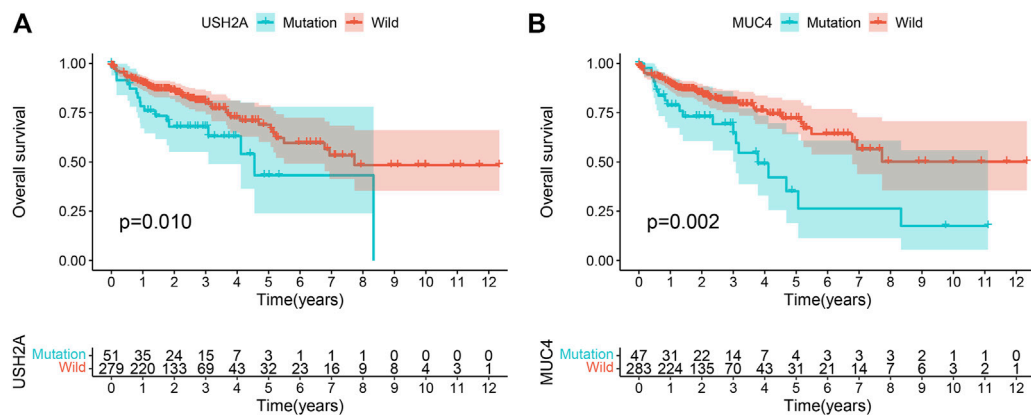 A
USH2A Mutation Wild
1.00
0.75
0.50
0.25
0.00
Overall survival
p=0.010
0 1 2 3 4 5 6 7 8 9 10 11 12
Time(years)
USH2A
Mutation 51 35 24 15 7 3 1 1 1 0 0 0 0
Wild 279 220 133 69 43 32 23 16 9 8 4 3 1
0 1 2 3 4 5 6 7 8 9 10 11 12
Time(years)
B
MUC4 Mutation Wild
1.00
0.75
0.50
0.25
0.00
Overall survival
p=0.002
0 1 2 3 4 5 6 7 8 9 10 11 12
Time(years)
MUC4
Mutation 47 31 22 14 7 4 3 3 3 2 1 1 0
Wild 283 224 135 70 43 31 21 14 7 6 3 2 1
0 1 2 3 4 5 6 7 8 9 10 11 12
Time(years)